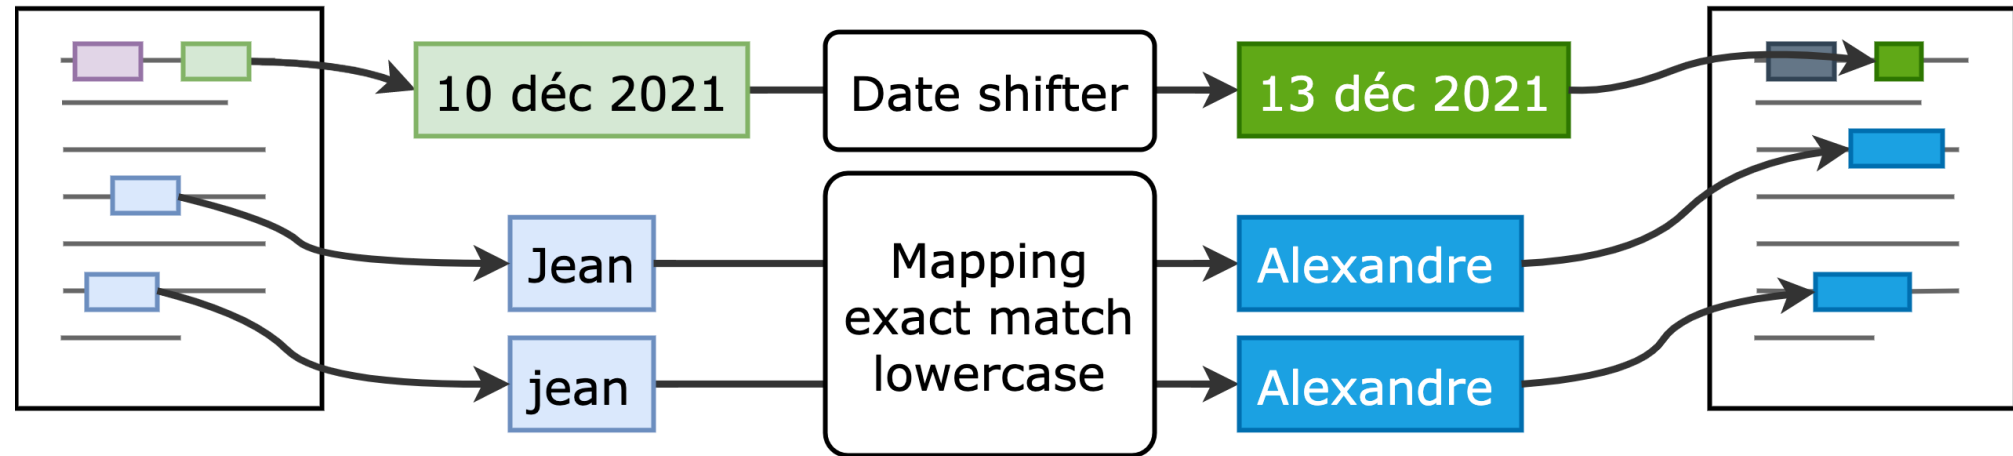 10 déc 2021
Date shifter
13 déc 2021
Jean
Mapping
exact match
lowercase
Alexandre
jean
Alexandre